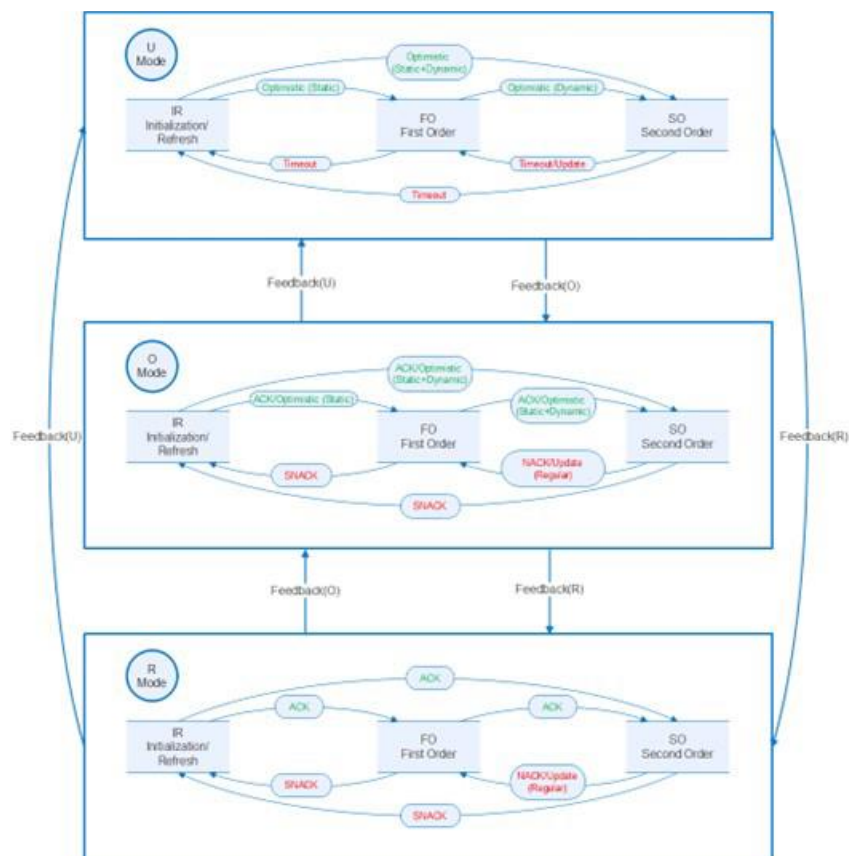 U
Mode
Optimistic
(Static+Dynamic)
Optimistic (Static)
Optimistic (Dynamic)
IR
Initialization/
Refresh
FO
First Order
SO
Second Order
Timeout
Timeout/Update
Timeout
Feedback(U)
Feedback(O)
O
Mode
ACK/Optimistic
(Static+Dynamic)
ACK/Optimistic (Static)
ACK/Optimistic
(Static+Dynamic)
IR
Initialization/
Refresh
FO
First Order
SO
Second Order
SNACK
NACK/Update
(Regular)
SNACK
Feedback(U)
Feedback(R)
Feedback(O)
Feedback(R)
R
Mode
ACK
ACK
ACK
IR
Initialization/
Refresh
FO
First Order
SO
Second Order
SNACK
NACK/Update
(Regular)
SNACK